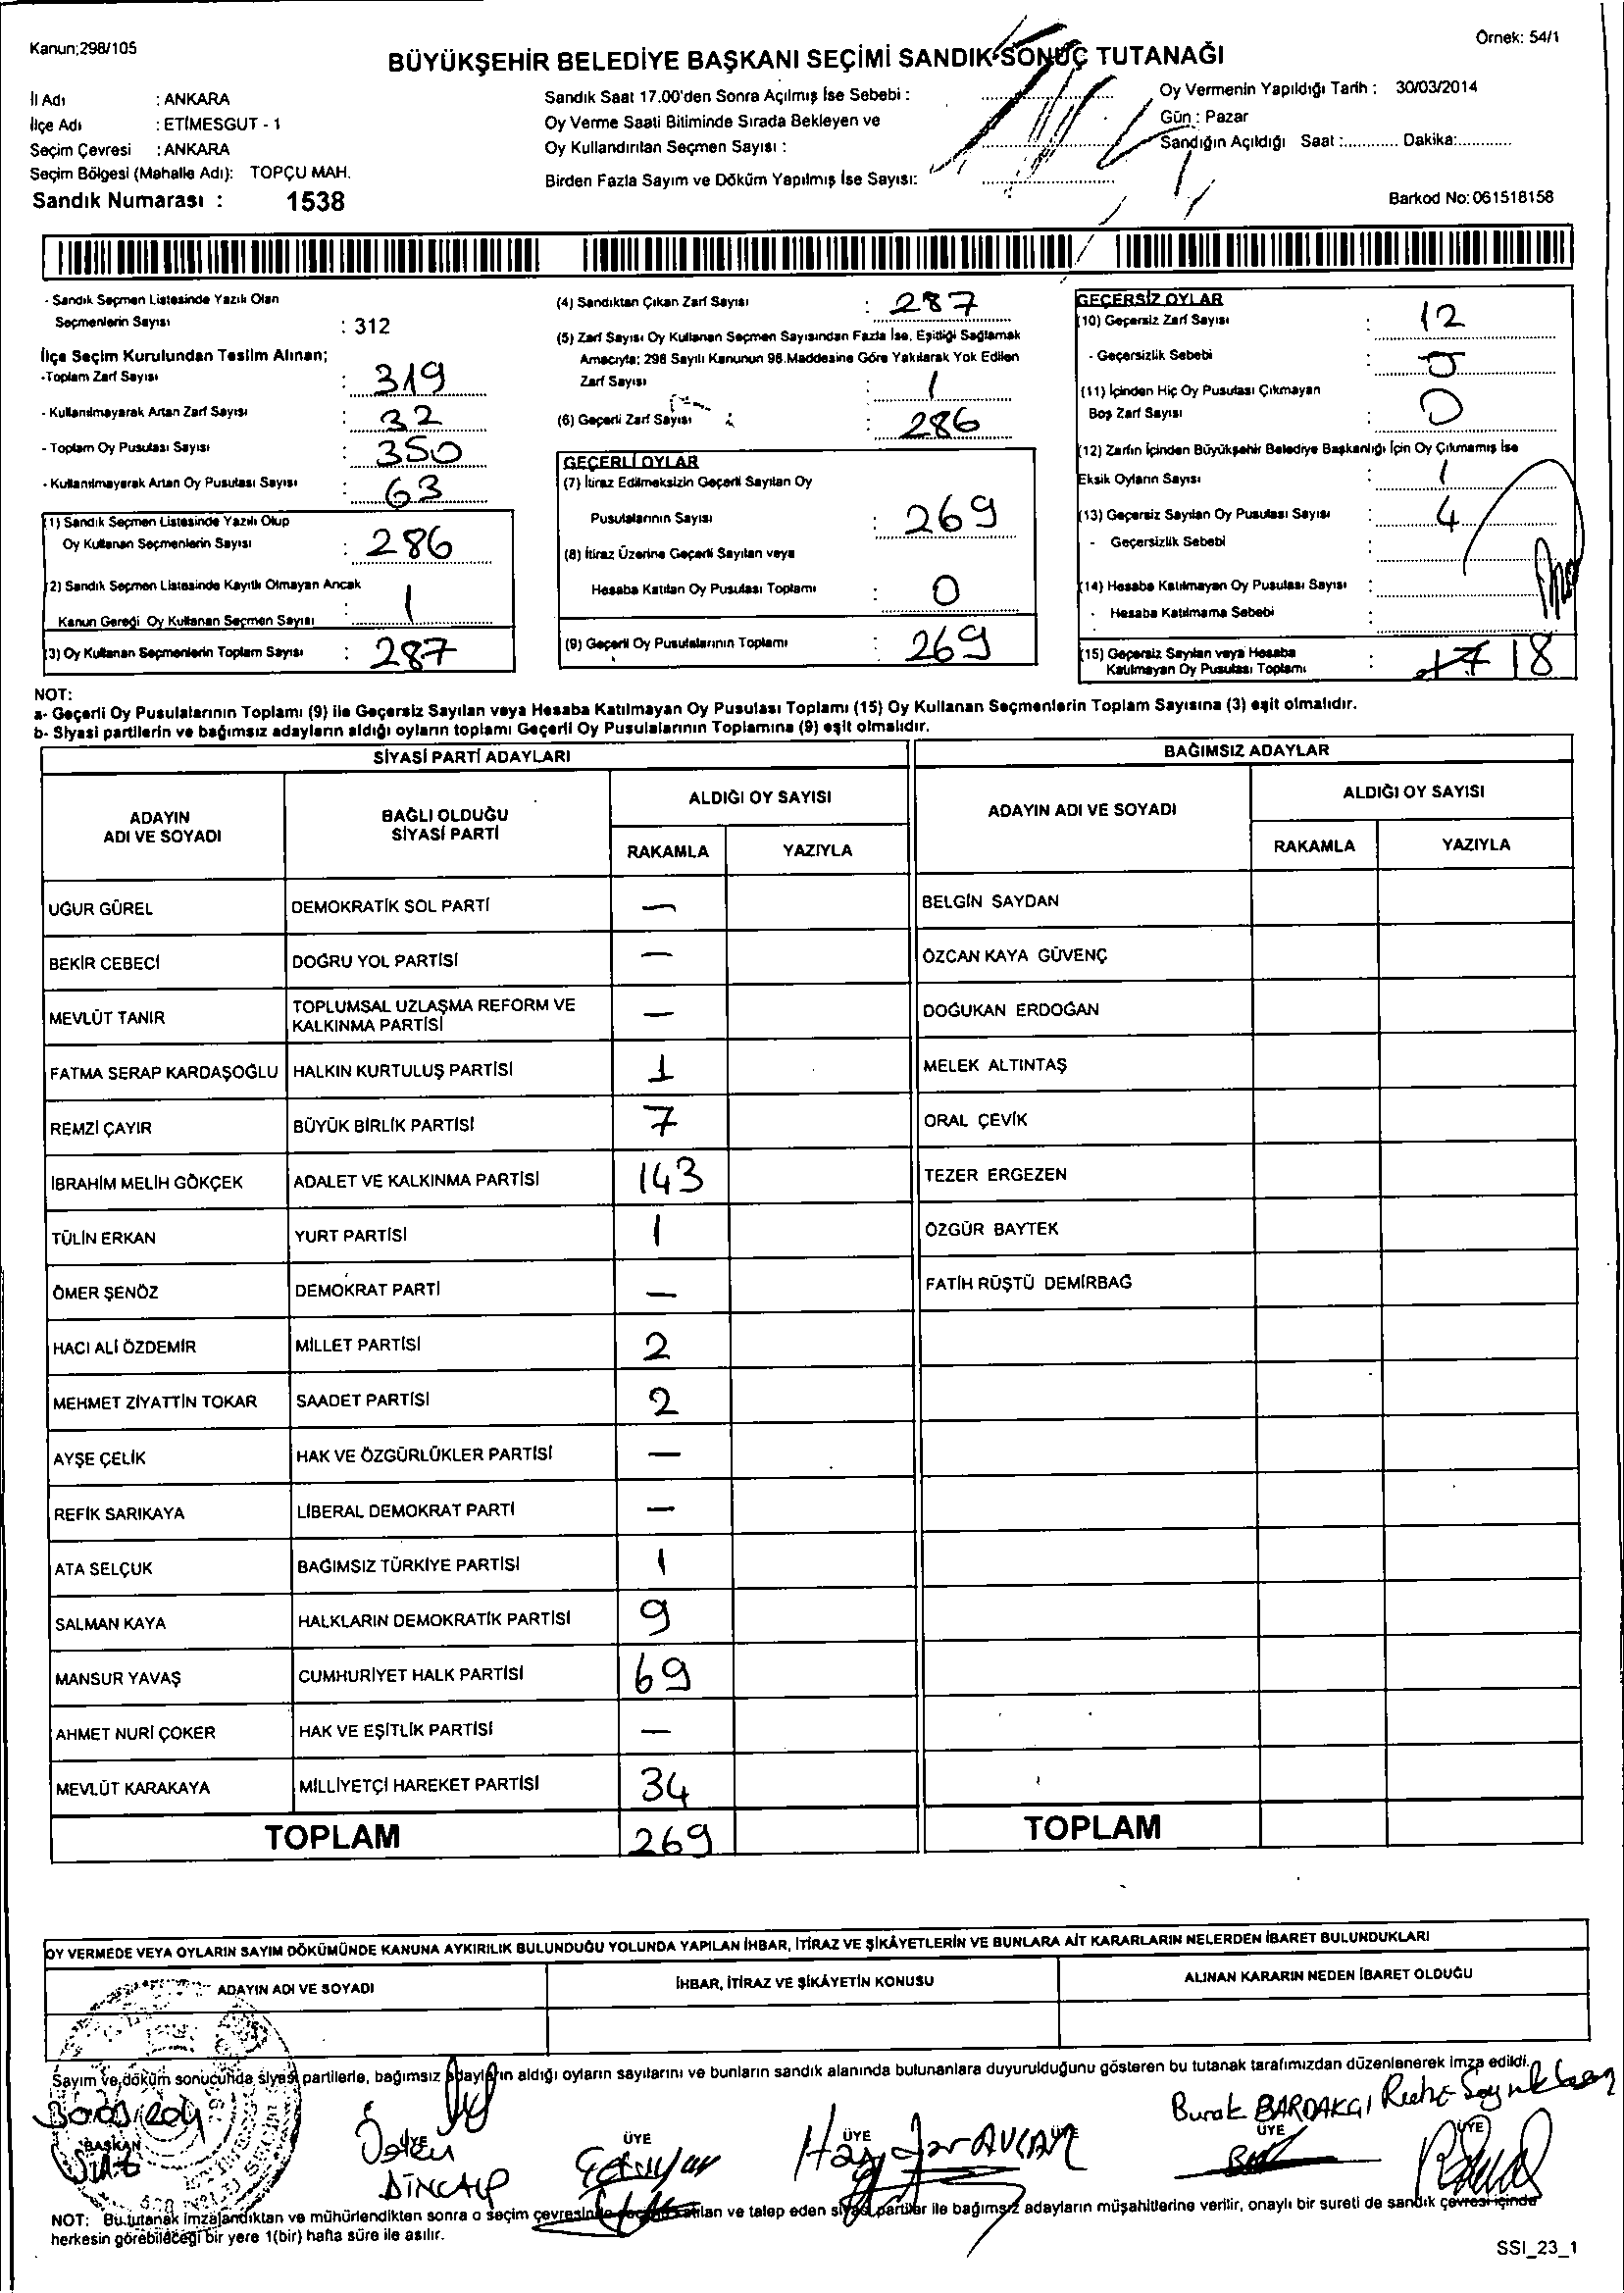 Kanun;298/105
Örnek: 54/1
BÜYÜKŞEHİR BELEDİYE BAŞKANI SEÇİMİ SANDIK SONUÇ TUTANAĞI
İl Adı : ANKARA
İlçe Adı : ETİMESGUT - 1
Seçim Çevresi : ANKARA
Seçim Bölgesi (Mahalle Adı): TOPÇU MAH.
Sandık Numarası : 1538
Sandık Saat 17.00'den Sonra Açılmış İse Sebebi :
Oy Verme Saati Bitiminde Sırada Bekleyen ve
Oy Kullandırılan Seçmen Sayısı :
Birden Fazla Sayım ve Döküm Yapılmış İse Sayısı:
Oy Vermenin Yapıldığı Tarih : 30/03/2014
Gün : Pazar
Sandığın Açıldığı Saat :............ Dakika:............
Barkod No: 061518158
- Sandık Seçmen Listesinde Yazılı Olan
Seçmenlerin Sayısı : 312
İlçe Seçim Kurulundan Teslim Alınan;
-Toplam Zarf Sayısı : 319
- Kullanılmayarak Artan Zarf Sayısı : 32
- Toplam Oy Pusulası Sayısı : 350
- Kullanılmayarak Artan Oy Pusulası Sayısı : 63
(1) Sandık Seçmen Listesinde Yazılı Olup
Oy Kullanan Seçmenlerin Sayısı : 286
(2) Sandık Seçmen Listesinde Kayıtlı Olmayan Ancak
Kanun Gereği Oy Kullanan Seçmen Sayısı : 1
(3) Oy Kullanan Seçmenlerin Toplam Sayısı : 287
(4) Sandıktan Çıkan Zarf Sayısı : 287
(5) Zarf Sayısı Oy Kullanan Seçmen Sayısından Fazla İse, Eşitliği Sağlamak
Amacıyla; 298 Sayılı Kanunun 98.Maddesine Göre Yakılarak Yok Edilen
Zarf Sayısı : 1
(6) Geçerli Zarf Sayısı : 286
GEÇERLİ OYLAR
(7) İtiraz Edilmeksizin Geçerli Sayılan Oy
Pusulalarının Sayısı : 269
(8) İtiraz Üzerine Geçerli Sayılan veya
Hesaba Katılan Oy Pusulası Toplamı : 0
(9) Geçerli Oy Pusulalarının Toplamı : 269
GEÇERSİZ OYLAR
(10) Geçersiz Zarf Sayısı : 12
- Geçersizlik Sebebi :
(11) İçinden Hiç Oy Pusulası Çıkmayan
Boş Zarf Sayısı : 0
(12) Zarfın İçinden Büyükşehir Belediye Başkanlığı İçin Oy Çıkmamış İse
Eksik Oyların Sayısı : 1
(13) Geçersiz Sayılan Oy Pusulası Sayısı : 4
- Geçersizlik Sebebi :
(14) Hesaba Katılmayan Oy Pusulası Sayısı :
- Hesaba Katılmama Sebebi :
(15) Geçersiz Sayılan veya Hesaba
Katılmayan Oy Pusulası Toplamı : 17 18
NOT:
a- Geçerli Oy Pusulalarının Toplamı (9) ile Geçersiz Sayılan veya Hesaba Katılmayan Oy Pusulası Toplamı (15) Oy Kullanan Seçmenlerin Toplam Sayısına (3) eşit olmalıdır.
b- Siyasi partilerin ve bağımsız adayların aldığı oyların toplamı Geçerli Oy Pusulalarının Toplamına (9) eşit olmalıdır.
SİYASİ PARTİ ADAYLARI
ADAYIN ADI VE SOYADI BAĞLI OLDUĞU SİYASİ PARTİ ALDIĞI OY SAYISI
RAKAMLA YAZIYLA
UĞUR GÜREL DEMOKRATİK SOL PARTİ —
BEKİR CEBECİ DOĞRU YOL PARTİSİ —
MEVLÜT TANIR TOPLUMSAL UZLAŞMA REFORM VE KALKINMA PARTİSİ —
FATMA SERAP KARDAŞOĞLU HALKIN KURTULUŞ PARTİSİ 1
REMZİ ÇAYIR BÜYÜK BİRLİK PARTİSİ 7
İBRAHİM MELİH GÖKÇEK ADALET VE KALKINMA PARTİSİ 143
TÜLİN ERKAN YURT PARTİSİ 1
ÖMER ŞENÖZ DEMOKRAT PARTİ —
HACI ALİ ÖZDEMİR MİLLET PARTİSİ 2
MEHMET ZİYATTİN TOKAR SAADET PARTİSİ 2
AYŞE ÇELİK HAK VE ÖZGÜRLÜKLER PARTİSİ —
REFİK SARIKAYA LİBERAL DEMOKRAT PARTİ —
ATA SELÇUK BAĞIMSIZ TÜRKİYE PARTİSİ 1
SALMAN KAYA HALKLARIN DEMOKRATİK PARTİSİ 9
MANSUR YAVAŞ CUMHURİYET HALK PARTİSİ 69
AHMET NURİ ÇOKER HAK VE EŞİTLİK PARTİSİ —
MEVLÜT KARAKAYA MİLLİYETÇİ HAREKET PARTİSİ 34
TOPLAM 269
BAĞIMSIZ ADAYLAR
ADAYIN ADI VE SOYADI ALDIĞI OY SAYISI
RAKAMLA YAZIYLA
BELGİN SAYDAN
ÖZCAN KAYA GÜVENÇ
DOĞUKAN ERDOĞAN
MELEK ALTINTAŞ
ORAL ÇEVİK
TEZER ERGEZEN
ÖZGÜR BAYTEK
FATİH RÜŞTÜ DEMİRBAĞ
TOPLAM
OY VERMEDE VEYA OYLARIN SAYIM DÖKÜMÜNDE KANUNA AYKIRILIK BULUNDUĞU YOLUNDA YAPILAN İHBAR, İTİRAZ VE ŞİKÂYETLERİN VE BUNLARA AİT KARARLARIN NELERDEN İBARET BULUNDUKLARI
ADAYIN ADI VE SOYADI İHBAR, İTİRAZ VE ŞİKÂYETİN KONUSU ALINAN KARARIN NEDEN İBARET OLDUĞU
Sayım ve döküm sonucunda siyasi partilerle, bağımsız adayların aldığı oyların sayılarını ve bunların sandık alanında bulunanlara duyurulduğunu gösteren bu tutanak tarafımızdan düzenlenerek imza edildi.
Burak BARDAKÇI
BAŞKAN ÜYE ÜYE ÜYE ÜYE ÜYE
DİNCALP
NOT: Bu tutanak imzalandıktan ve mühürlendikten sonra o seçim çevresinde seçime katılan ve talep eden siyasi partiler ile bağımsız adayların müşahitlerine verilir, onaylı bir sureti de sandık çevresi içinde
herkesin görebileceği bir yere 1(bir) hafta süre ile asılır.
SSI_23_1